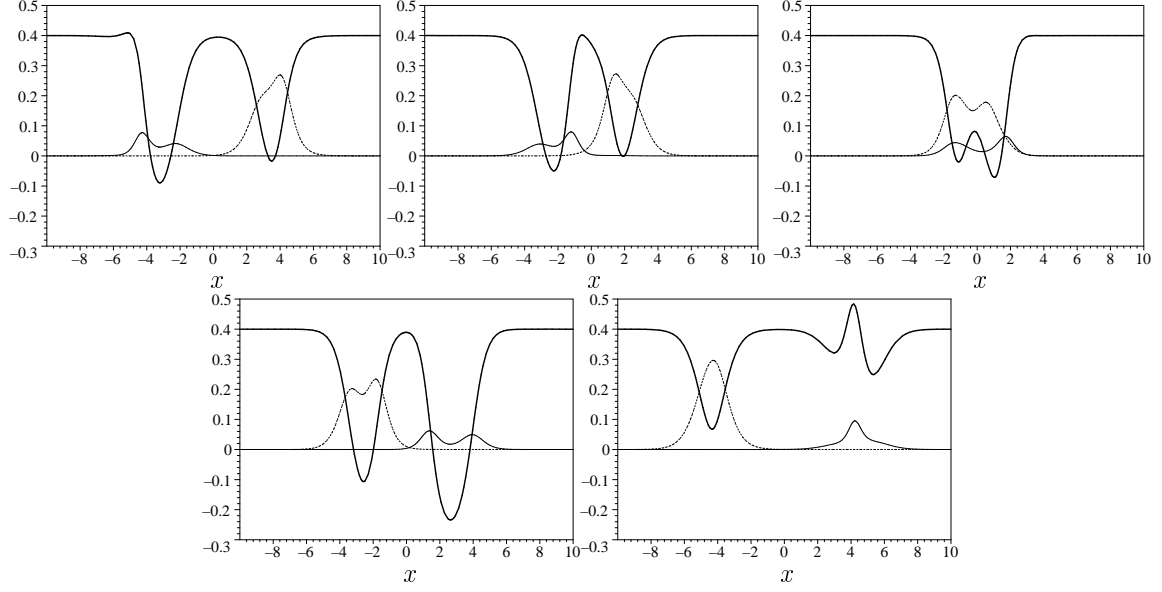 0.5 0.5 0.5
0.4 0.4 0.4
0.3 0.3 0.3
0.2 0.2 0.2
0.1 0.1 0.1
0 0 0
–0.1 –0.1 –0.1
–0.2 –0.2 –0.2
–0.3 –0.3 –0.3
–8 –6 –4 –2 0 2 4 6 8 10 –8 –6 –4 –2 0 2 4 6 8 10 –8 –6 –4 –2 0 2 4 6 8 10
x x x
0.5 0.5
0.4 0.4
0.3 0.3
0.2 0.2
0.1 0.1
0 0
–0.1 –0.1
–0.2 –0.2
–0.3 –0.3
–8 –6 –4 –2 0 2 4 6 8 10 –8 –6 –4 –2 0 2 4 6 8 10
x x